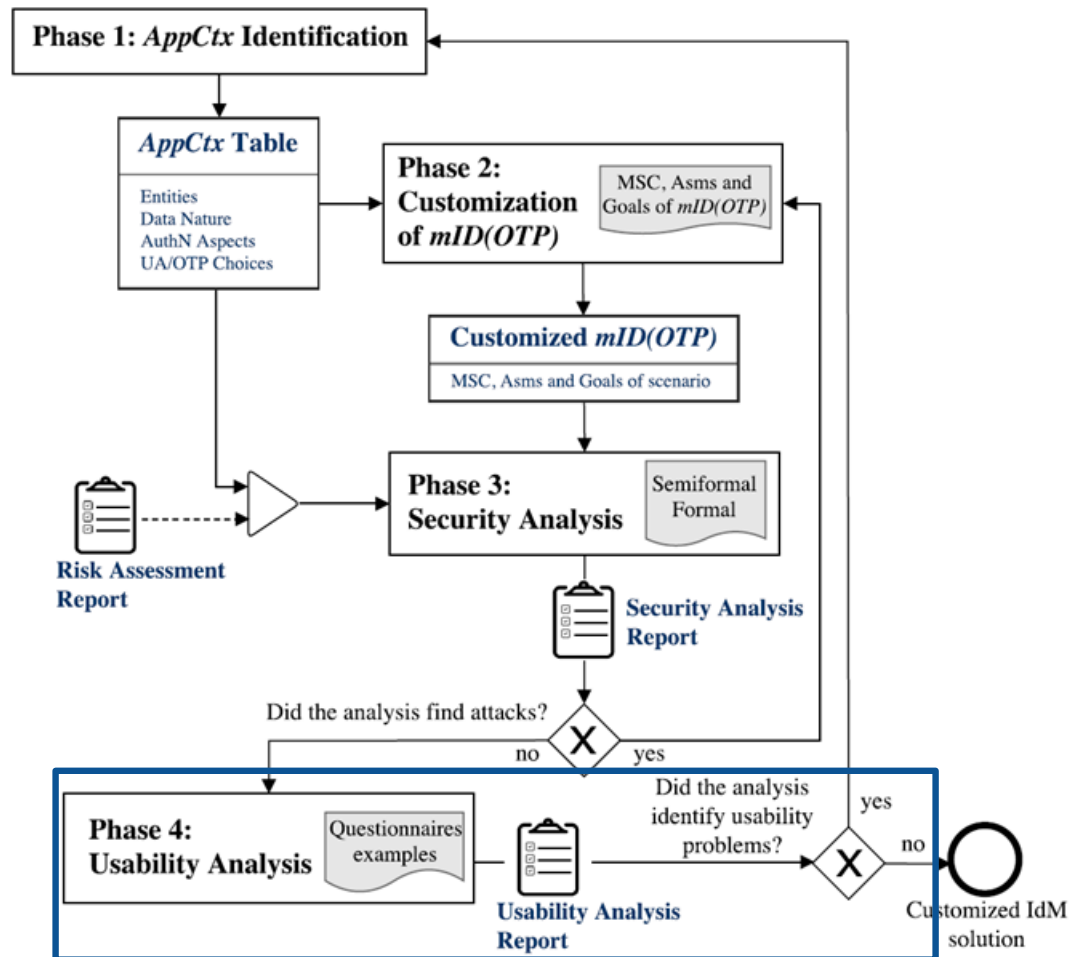 Phase 1: AppCtx Identification
AppCtx Table
Entities
Data Nature
AuthN Aspects
UA/OTP Choices
Phase 2:
Customization
of mID(OTP)
MSC, Asms and
Goals of mID(OTP)
Customized mID(OTP)
MSC, Asms and Goals of scenario
Risk Assessment
Report
Phase 3:
Security Analysis
Semiformal
Formal
Security Analysis
Report
Did the analysis find attacks?
X
no
yes
Phase 4:
Usability Analysis
Questionnaires
examples
Usability Analysis
Report
Did the analysis
identify usability
problems?
X
yes
no
Customized IdM
solution